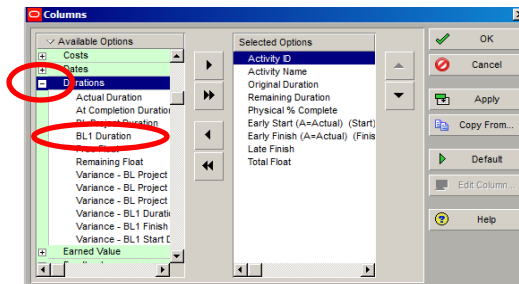 Columns
Available Options
Costs
Dates
Durations
Actual Duration
At Completion Duration
BL Project Duration
BL1 Duration
Free Float
Remaining Float
Variance - BL Project
Variance - BL Project
Variance - BL Project
Variance - BL1 Durati
Variance - BL1 Finish
Variance - BL1 Start D
Earned Value
Selected Options
Activity ID
Activity Name
Original Duration
Remaining Duration
Physical % Complete
Early Start (A=Actual) (Start)
Early Finish (A=Actual) (Finis
Late Finish
Total Float
OK
Cancel
Apply
Copy From...
Default
Edit Column...
Help